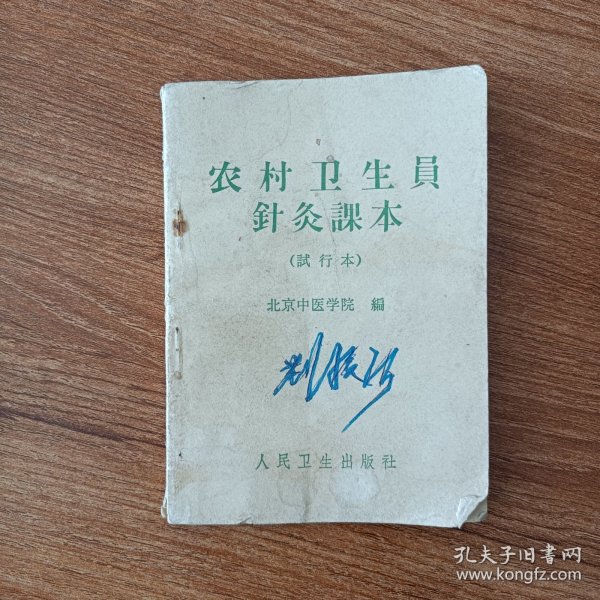 农村卫生員
針灸課本
(試行本)
北京中医学院 編
人民卫生出版社
孔夫子旧書网
www.kongfz.com